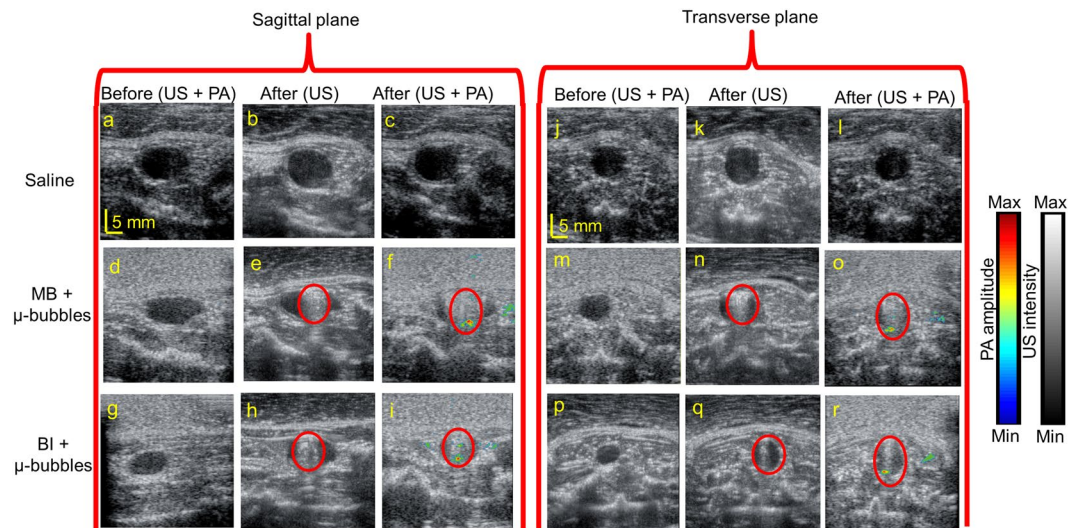 Sagittal plane
Transverse plane
Before (US + PA) After (US) After (US + PA)
Before (US + PA) After (US) After (US + PA)
Saline
a b c j k l
5 mm 5 mm
MB +
μ-bubbles
d e f m n o
BI +
μ-bubbles
g h i p q r
Max Max
PA amplitude
US intensity
Min Min